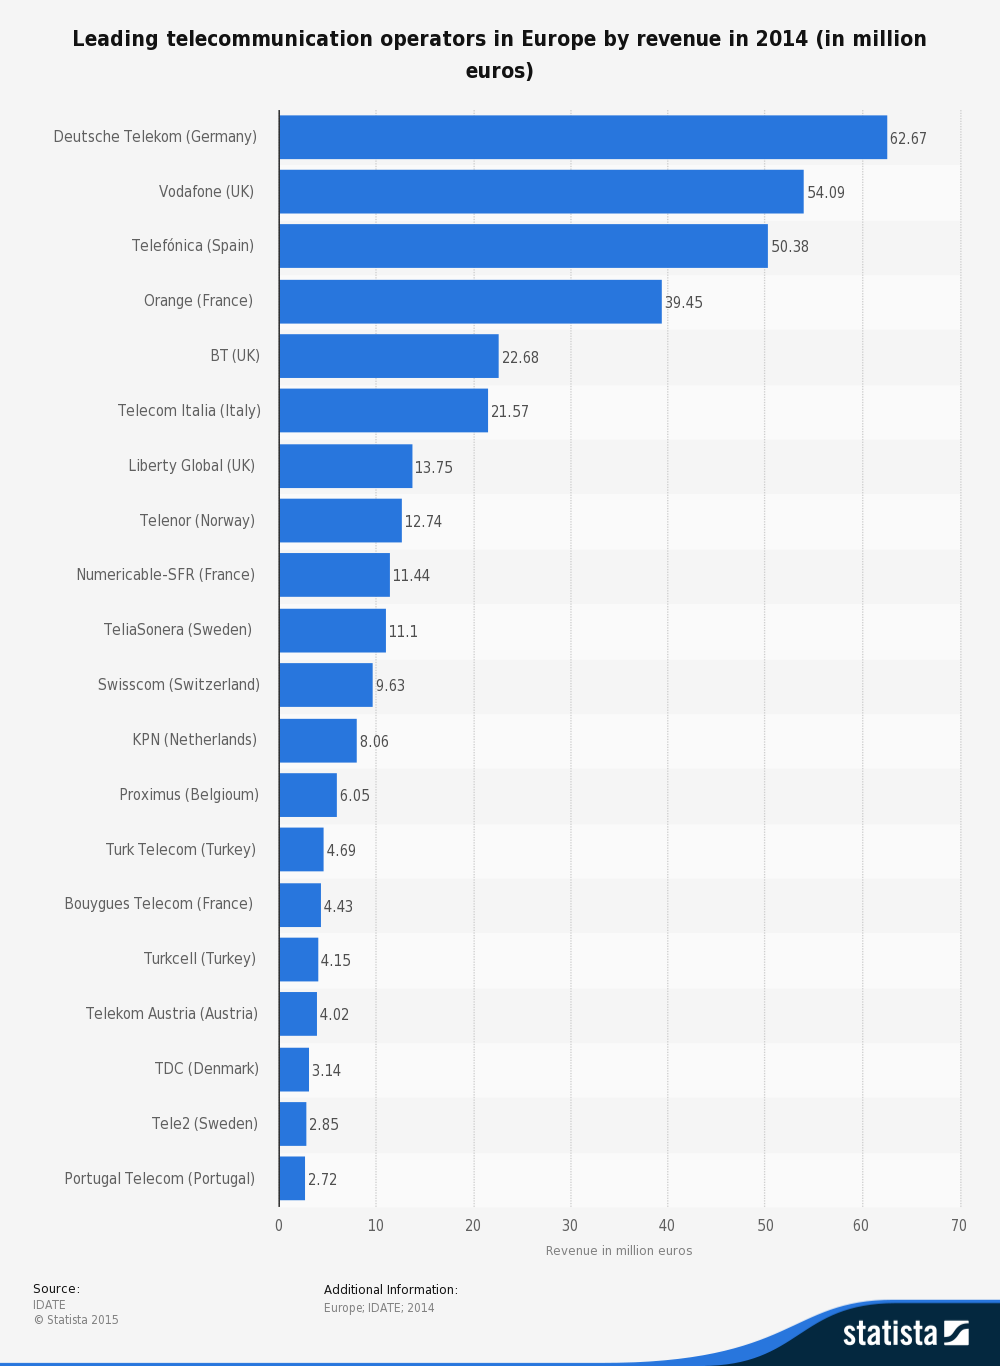 Leading telecommunication operators in Europe by revenue in 2014 (in million
euros)
Deutsche Telekom (Germany) 62.67
Vodafone (UK) 54.09
Telefónica (Spain) 50.38
Orange (France) 39.45
BT (UK) 22.68
Telecom Italia (Italy) 21.57
Liberty Global (UK) 13.75
Telenor (Norway) 12.74
Numericable-SFR (France) 11.44
TeliaSonera (Sweden) 11.1
Swisscom (Switzerland) 9.63
KPN (Netherlands) 8.06
Proximus (Belgioum) 6.05
Turk Telecom (Turkey) 4.69
Bouygues Telecom (France) 4.43
Turkcell (Turkey) 4.15
Telekom Austria (Austria) 4.02
TDC (Denmark) 3.14
Tele2 (Sweden) 2.85
Portugal Telecom (Portugal) 2.72
0 10 20 30 40 50 60 70
Revenue in million euros
Source:
IDATE
© Statista 2015
Additional Information:
Europe; IDATE; 2014
statista